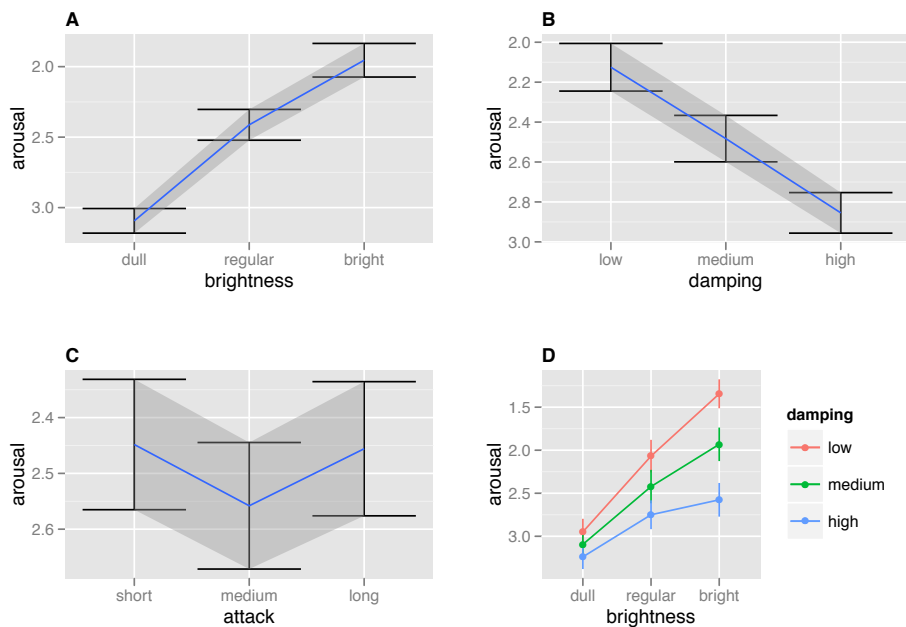 A
arousal
2.0
2.5
3.0
dull regular bright
brightness
B
arousal
2.0
2.2
2.4
2.6
2.8
3.0
low medium high
damping
C
arousal
2.4
2.5
2.6
short medium long
attack
D
arousal
1.5
2.0
2.5
3.0
dull regular bright
brightness
damping
low
medium
high